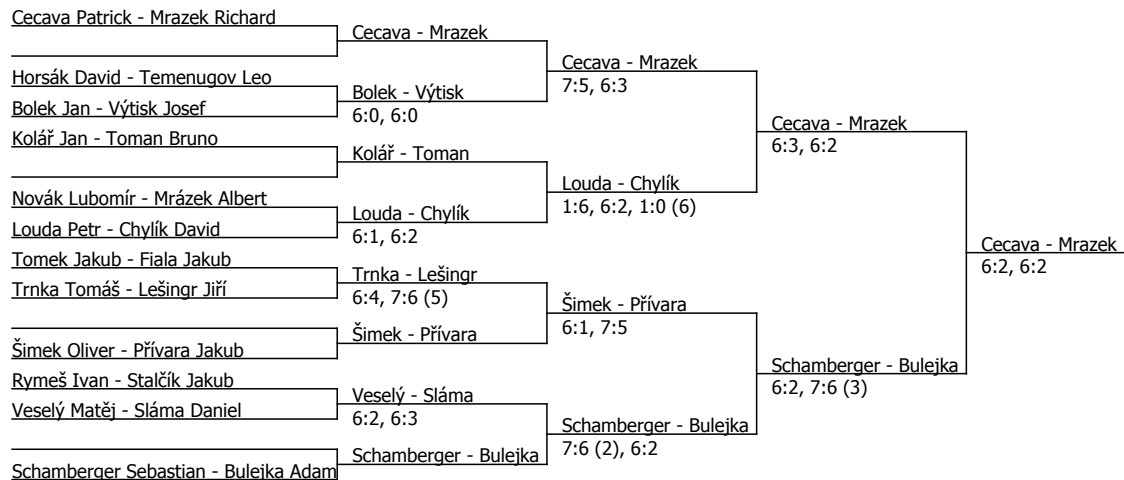 Cecava Patrick - Mrazek Richard
Horsák David - Temenugov Leo
Bolek Jan - Výtisk Josef
Kolář Jan - Toman Bruno
Novák Lubomír - Mrázek Albert
Louda Petr - Chylík David
Tomek Jakub - Fiala Jakub
Trnka Tomáš - Lešingr Jiří
Šimek Oliver - Přívara Jakub
Rymeš Ivan - Stalčík Jakub
Veselý Matěj - Sláma Daniel
Schamberger Sebastian - Bulejka Adam
Cecava - Mrazek
Bolek - Výtisk
6:0, 6:0
Kolář - Toman
Louda - Chylík
6:1, 6:2
Trnka - Lešingr
6:4, 7:6 (5)
Šimek - Přívara
Veselý - Sláma
6:2, 6:3
Schamberger - Bulejka
Cecava - Mrazek
7:5, 6:3
Louda - Chylík
1:6, 6:2, 1:0 (6)
Šimek - Přívara
6:1, 7:5
Schamberger - Bulejka
7:6 (2), 6:2
Cecava - Mrazek
6:3, 6:2
Schamberger - Bulejka
6:2, 7:6 (3)
Cecava - Mrazek
6:2, 6:2